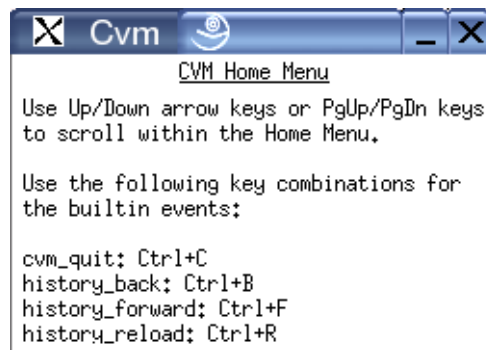 X Cvm
CVM Home Menu
Use Up/Down arrow keys or PgUp/PgDn keys
to scroll within the Home Menu.
Use the following key combinations for
the builtin events:
cvm_quit: Ctrl+C
history_back: Ctrl+B
history_forward: Ctrl+F
history_reload: Ctrl+R